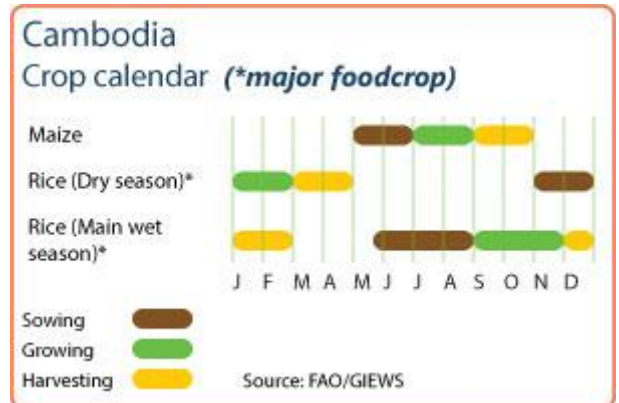 Cambodia
Crop calendar (*major foodcrop)
Maize
Rice (Dry season)*
Rice (Main wet
season)*
J F M A M J J A S O N D
Sowing
Growing
Harvesting
Source: FAO/GIEWS